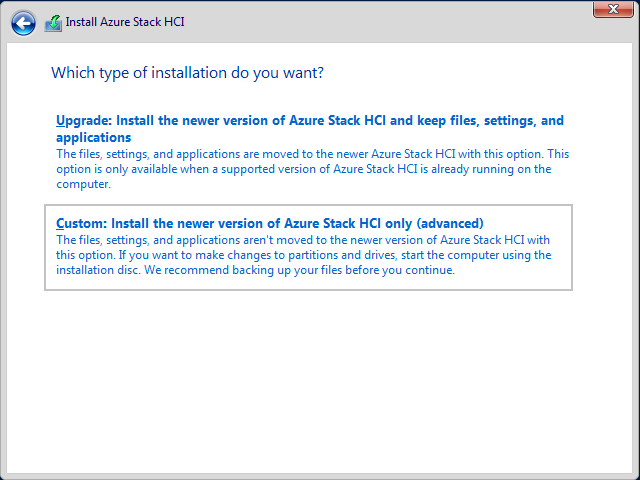 Install Azure Stack HCI
Which type of installation do you want?
Upgrade: Install the newer version of Azure Stack HCI and keep files, settings, and
applications
The files, settings, and applications are moved to the newer Azure Stack HCI with this option. This
option is only available when a supported version of Azure Stack HCI is already running on the
computer.
Custom: Install the newer version of Azure Stack HCI only (advanced)
The files, settings, and applications aren't moved to the newer version of Azure Stack HCI with
this option. If you want to make changes to partitions and drives, start the computer using the
installation disc. We recommend backing up your files before you continue.